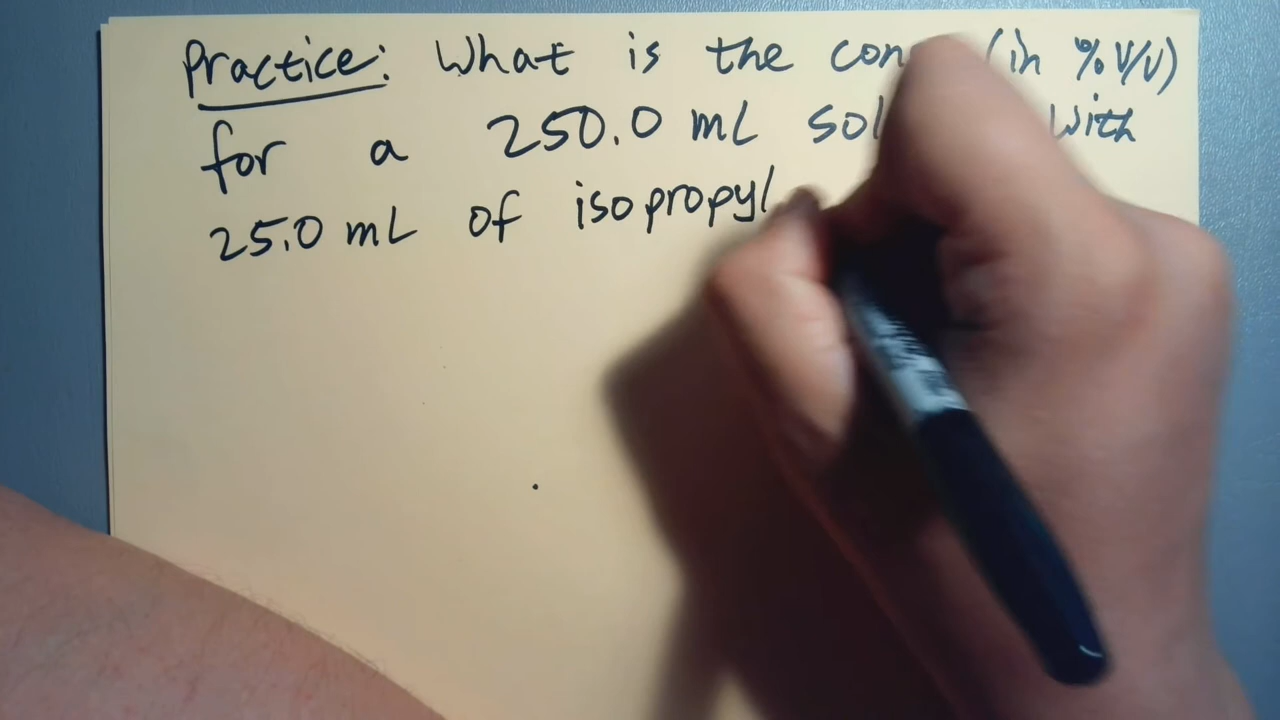 Practice: What is the con (in % V/V)
for a 250.0 mL sol with
25.0 mL of isopropyl